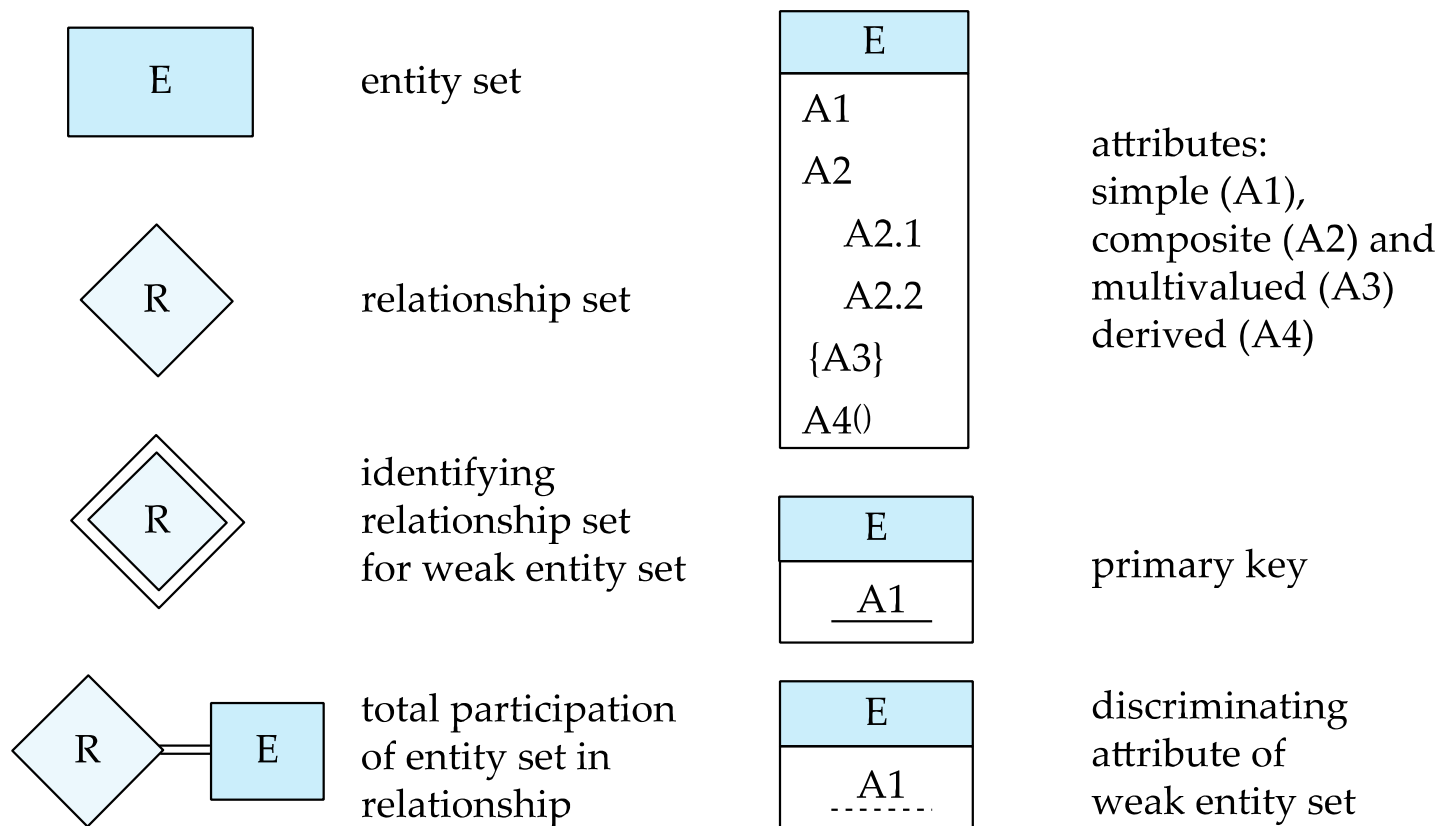 E
entity set
R
relationship set
R
identifying
relationship set
for weak entity set
R
E
total participation
of entity set in
relationship
E
A1
A2
A2.1
A2.2
{A3}
A4()
attributes:
simple (A1),
composite (A2) and
multivalued (A3)
derived (A4)
E
A1
primary key
E
A1
discriminating
attribute of
weak entity set